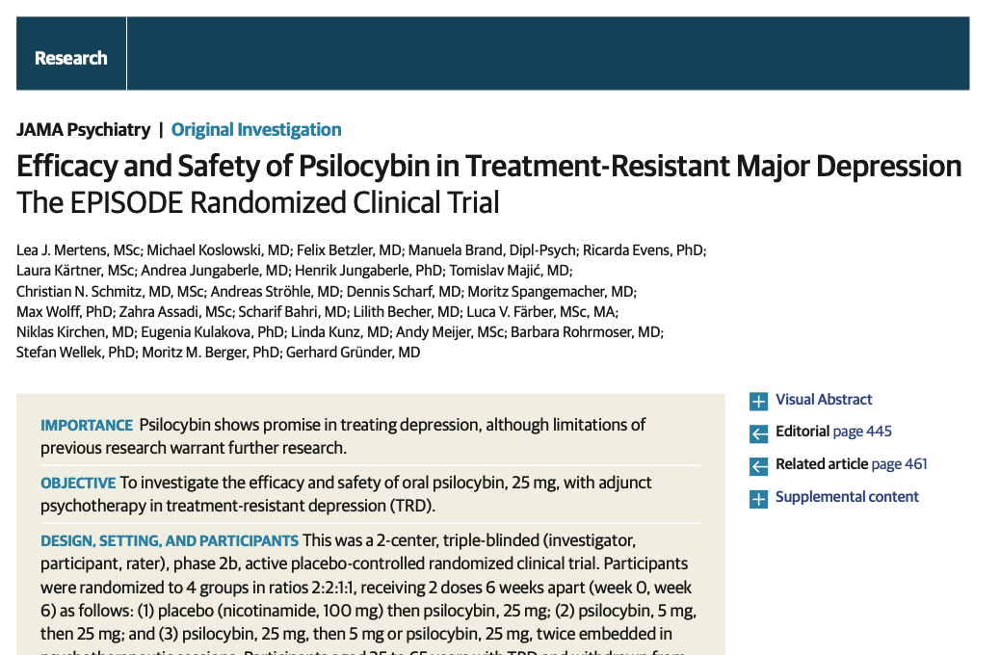 Research
JAMA Psychiatry | Original Investigation
Efficacy and Safety of Psilocybin in Treatment-Resistant Major Depression
The EPISODE Randomized Clinical Trial
Lea J. Mertens, MSc; Michael Koslowski, MD; Felix Betzler, MD; Manuela Brand, Dipl-Psych; Ricarda Evens, PhD;
Laura Kärtner, MSc; Andrea Jungaberle, MD; Henrik Jungaberle, PhD; Tomislav Majić, MD;
Christian N. Schmitz, MD, MSc; Andreas Ströhle, MD; Dennis Scharf, MD; Moritz Spangemacher, MD;
Max Wolff, PhD; Zahra Assadi, MSc; Scharif Bahri, MD; Lilith Becher, MD; Luca V. Färber, MSc, MA;
Niklas Kirchen, MD; Eugenia Kulakova, PhD; Linda Kunz, MD; Andy Meijer, MSc; Barbara Rohrmoser, MD;
Stefan Wellek, PhD; Moritz M. Berger, PhD; Gerhard Gründer, MD
IMPORTANCE Psilocybin shows promise in treating depression, although limitations of
previous research warrant further research.
OBJECTIVE To investigate the efficacy and safety of oral psilocybin, 25 mg, with adjunct
psychotherapy in treatment-resistant depression (TRD).
DESIGN, SETTING, AND PARTICIPANTS This was a 2-center, triple-blinded (investigator,
participant, rater), phase 2b, active placebo-controlled randomized clinical trial. Participants
were randomized to 4 groups in ratios 2:2:1:1, receiving 2 doses 6 weeks apart (week 0, week
6) as follows: (1) placebo (nicotinamide, 100 mg) then psilocybin, 25 mg; (2) psilocybin, 5 mg,
then 25 mg; and (3) psilocybin, 25 mg, then 5 mg or psilocybin, 25 mg, twice embedded in
Visual Abstract
Editorial page 445
Related article page 461
Supplemental content